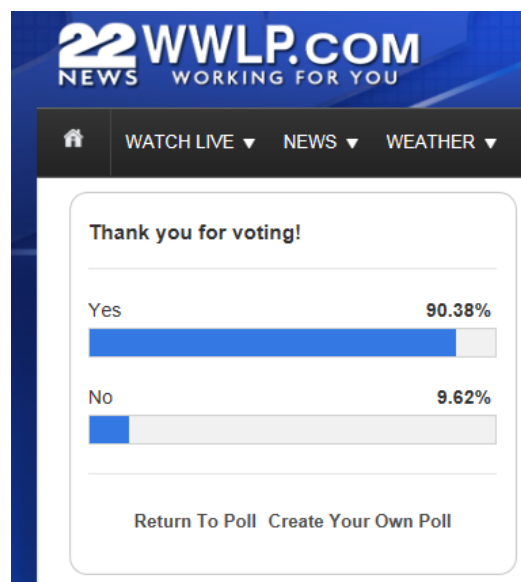 22 WWLP.COM
NEWS WORKING FOR YOU
WATCH LIVE ▼ NEWS ▼ WEATHER ▼
Thank you for voting!
Yes 90.38%
No 9.62%
Return To Poll Create Your Own Poll